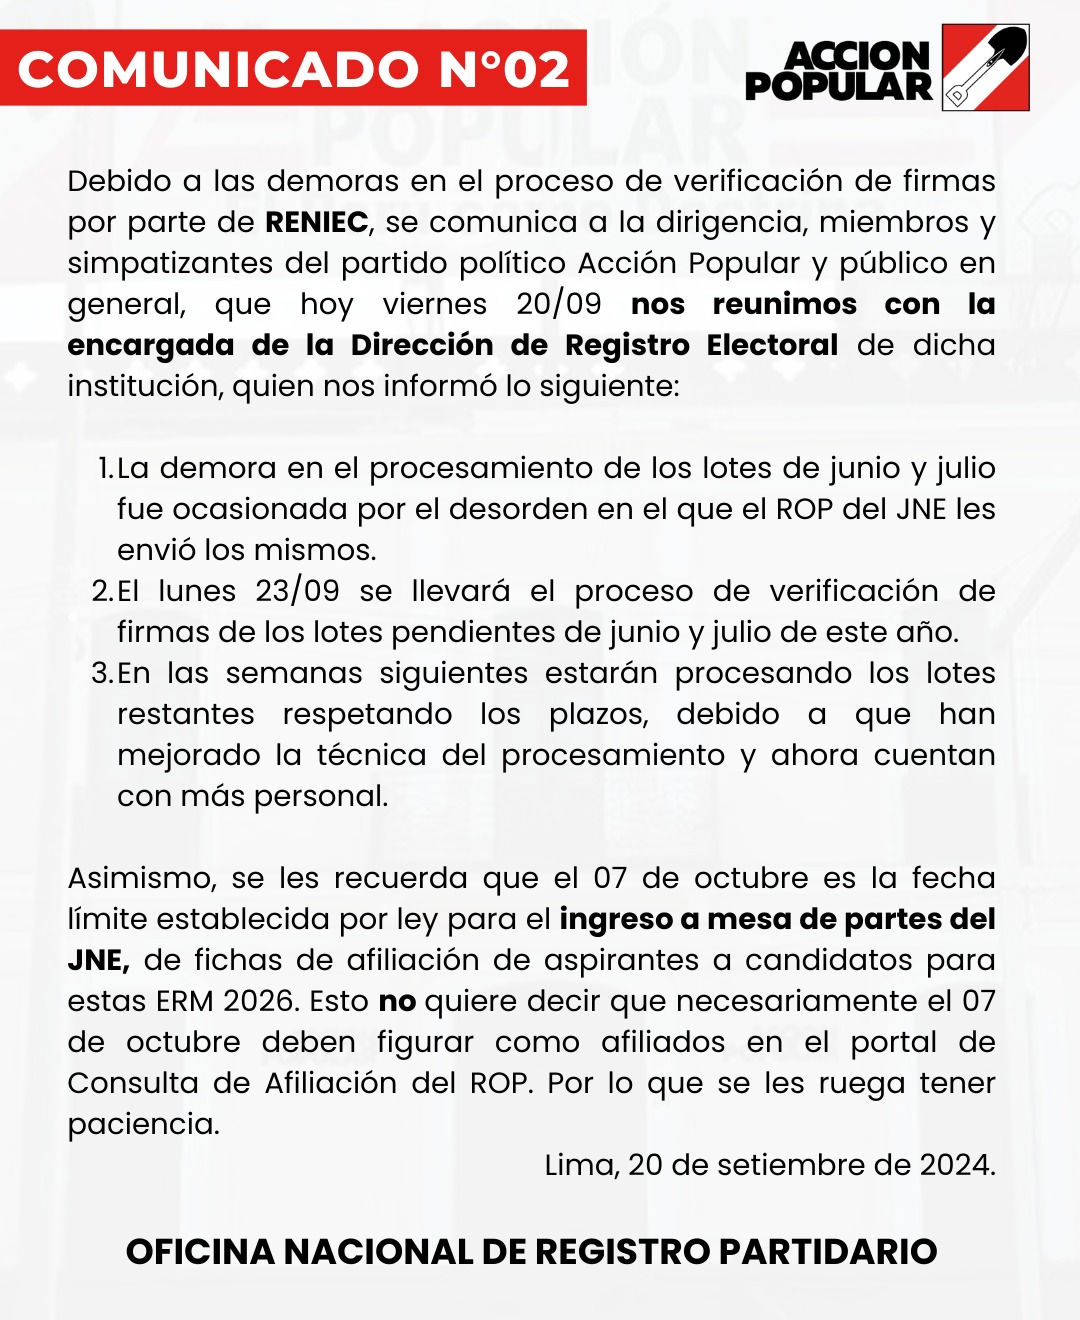 COMUNICADO N°02
ACCION
POPULAR
Debido a las demoras en el proceso de verificación de firmas
por parte de RENIEC, se comunica a la dirigencia, miembros y
simpatizantes del partido político Acción Popular y público en
general, que hoy viernes 20/09 nos reunimos con la
encargada de la Dirección de Registro Electoral de dicha
institución, quien nos informó lo siguiente:
1. La demora en el procesamiento de los lotes de junio y julio
fue ocasionada por el desorden en el que el ROP del JNE les
envió los mismos.
2. El lunes 23/09 se llevará el proceso de verificación de
firmas de los lotes pendientes de junio y julio de este año.
3. En las semanas siguientes estarán procesando los lotes
restantes respetando los plazos, debido a que han
mejorado la técnica del procesamiento y ahora cuentan
con más personal.
Asimismo, se les recuerda que el 07 de octubre es la fecha
límite establecida por ley para el ingreso a mesa de partes del
JNE, de fichas de afiliación de aspirantes a candidatos para
estas ERM 2026. Esto no quiere decir que necesariamente el 07
de octubre deben figurar como afiliados en el portal de
Consulta de Afiliación del ROP. Por lo que se les ruega tener
paciencia.
Lima, 20 de setiembre de 2024.
OFICINA NACIONAL DE REGISTRO PARTIDARIO